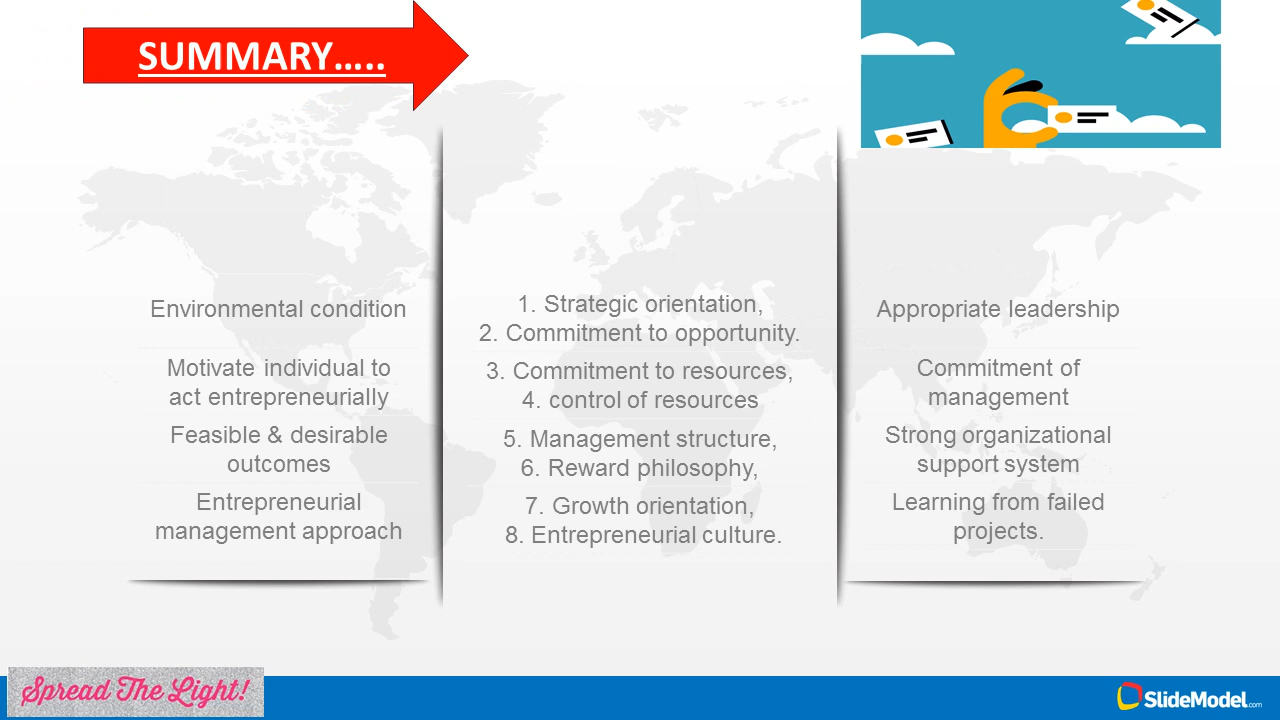 SUMMARY…..
Environmental condition
Motivate individual to
act entrepreneurially
Feasible & desirable
outcomes
Entrepreneurial
management approach
1. Strategic orientation,
2. Commitment to opportunity.
3. Commitment to resources,
4. control of resources
5. Management structure,
6. Reward philosophy,
7. Growth orientation,
8. Entrepreneurial culture.
Appropriate leadership
Commitment of
management
Strong organizational
support system
Learning from failed
projects.
Spread The Light!
SlideModel.com